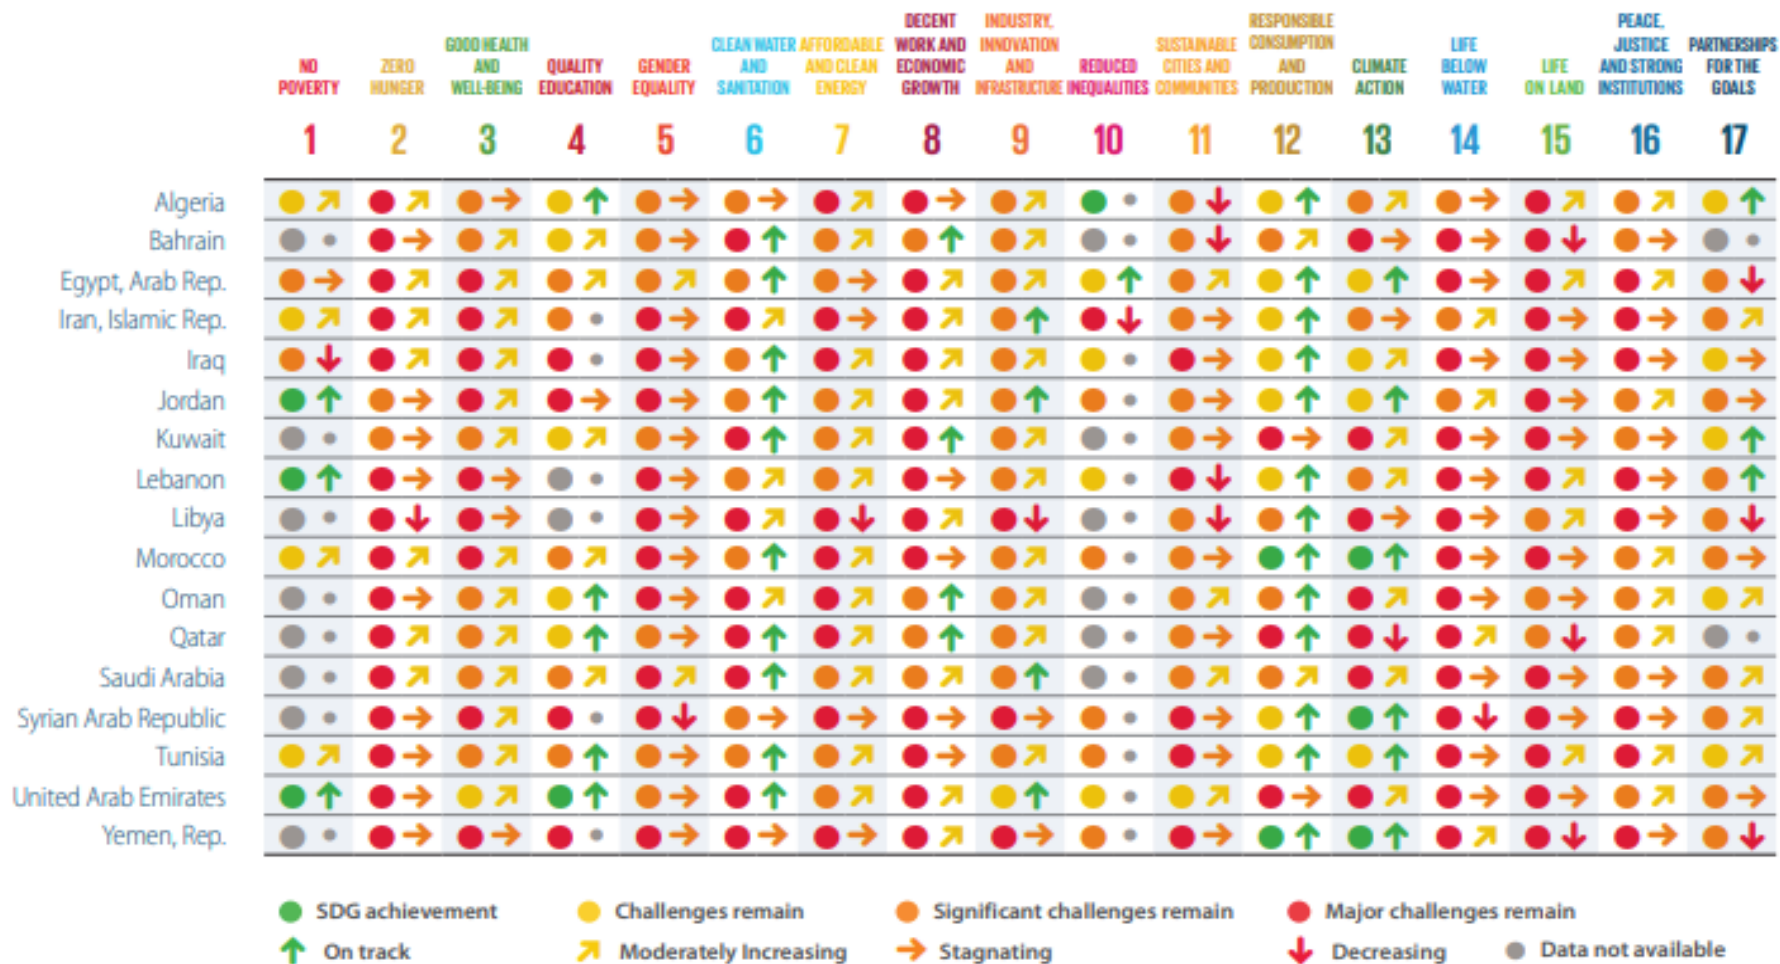 NO POVERTY
ZERO HUNGER
GOOD HEALTH AND WELL-BEING
QUALITY EDUCATION
GENDER EQUALITY
CLEAN WATER AND SANITATION
AFFORDABLE AND CLEAN ENERGY
DECENT WORK AND ECONOMIC GROWTH
INDUSTRY, INNOVATION AND INFRASTRUCTURE
REDUCED INEQUALITIES
SUSTAINABLE CITIES AND COMMUNITIES
RESPONSIBLE CONSUMPTION AND PRODUCTION
CLIMATE ACTION
LIFE BELOW WATER
LIFE ON LAND
PEACE, JUSTICE AND STRONG INSTITUTIONS
PARTNERSHIPS FOR THE GOALS
1 2 3 4 5 6 7 8 9 10 11 12 13 14 15 16 17
Algeria
Bahrain
Egypt, Arab Rep.
Iran, Islamic Rep.
Iraq
Jordan
Kuwait
Lebanon
Libya
Morocco
Oman
Qatar
Saudi Arabia
Syrian Arab Republic
Tunisia
United Arab Emirates
Yemen, Rep.
SDG achievement Challenges remain Significant challenges remain Major challenges remain
On track Moderately Increasing Stagnating Decreasing Data not available